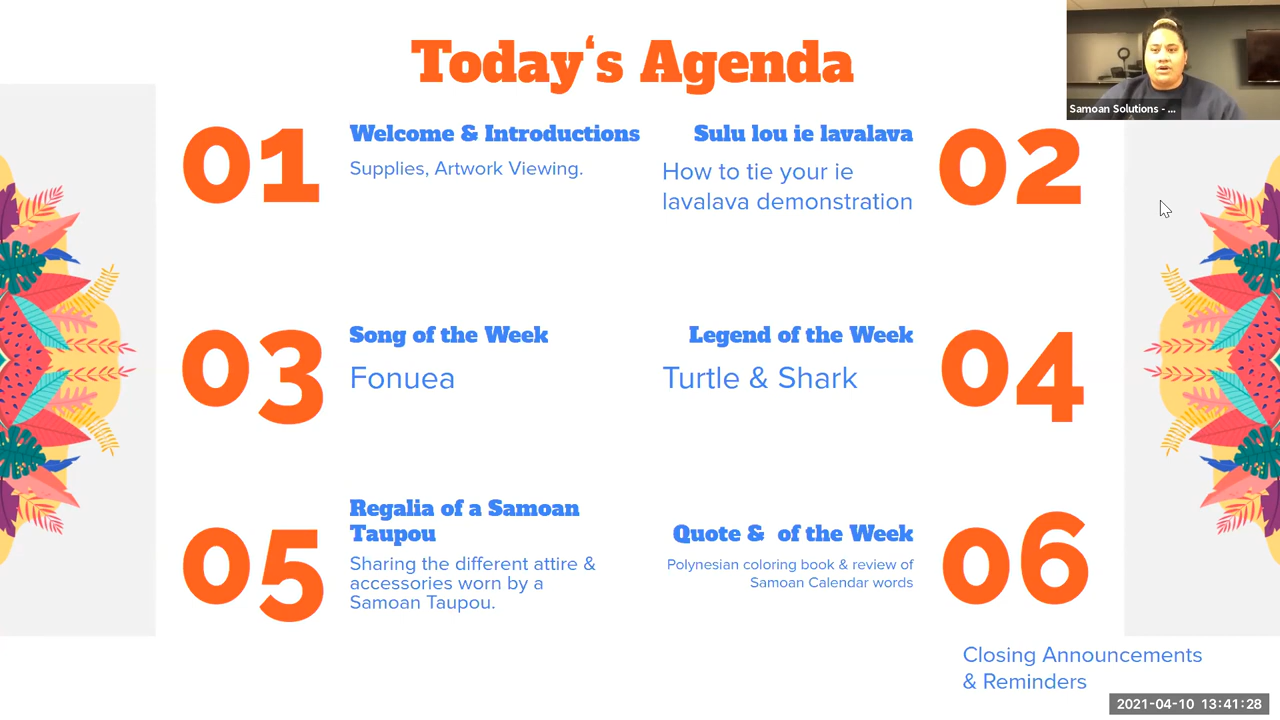 Today‘s Agenda
Samoan Solutions - ...
01
Welcome & Introductions
Supplies, Artwork Viewing.
02
Sulu lou ie lavalava
How to tie your ie
lavalava demonstration
03
Song of the Week
Fonuea
04
Legend of the Week
Turtle & Shark
05
Regalia of a Samoan
Taupou
Sharing the different attire &
accessories worn by a
Samoan Taupou.
06
Quote &  of the Week
Polynesian coloring book & review of
Samoan Calendar words
Closing Announcements
& Reminders
2021-04-10 13:41:28